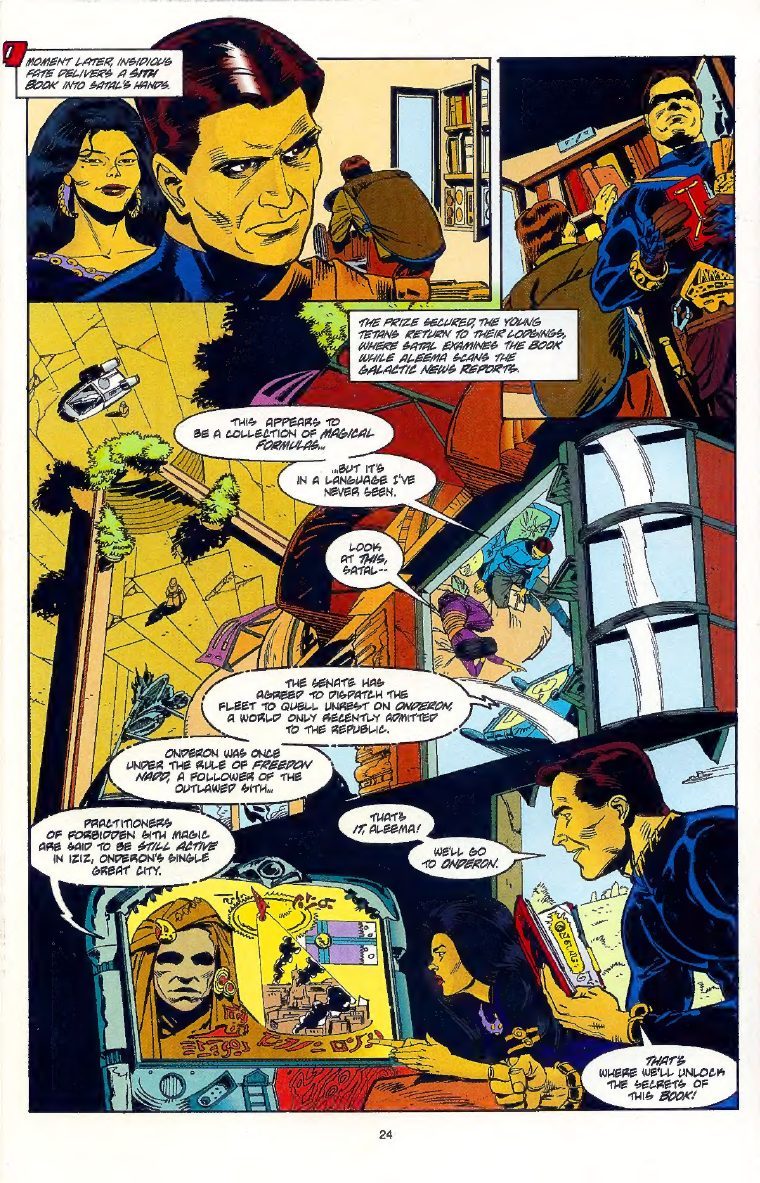 A
MOMENT LATER, INSIDIOUS
FATE DELIVERS A SITH
BOOK INTO SATAL'S HANDS.
THE PRIZE SECURED, THE YOUNG
TETANS RETURN TO THEIR LODGINGS,
WHERE SATAL EXAMINES THE BOOK
WHILE ALEEMA SCANS THE
GALACTIC NEWS REPORTS.
THIS APPEARS TO
BE A COLLECTION OF MAGICAL
FORMULAS...
...BUT IT'S
IN A LANGUAGE I'VE
NEVER SEEN.
LOOK
AT THIS,
SATAL--
THE SENATE HAS
AGREED TO DISPATCH THE
FLEET TO QUELL UNREST ON ONDERON,
A WORLD ONLY RECENTLY ADMITTED
TO THE REPUBLIC.
ONDERON WAS ONCE
UNDER THE RULE OF FREEDON
NADD, A FOLLOWER OF THE
OUTLAWED SITH...
PRACTITIONERS
OF FORBIDDEN SITH MAGIC
ARE SAID TO BE STILL ACTIVE
IN IZIZ, ONDERON'S SINGLE
GREAT CITY.
THAT'S
IT, ALEEMA!
WE'LL GO
TO ONDERON.
THAT'S
WHERE WE'LL UNLOCK
THE SECRETS OF
THIS BOOK!
24